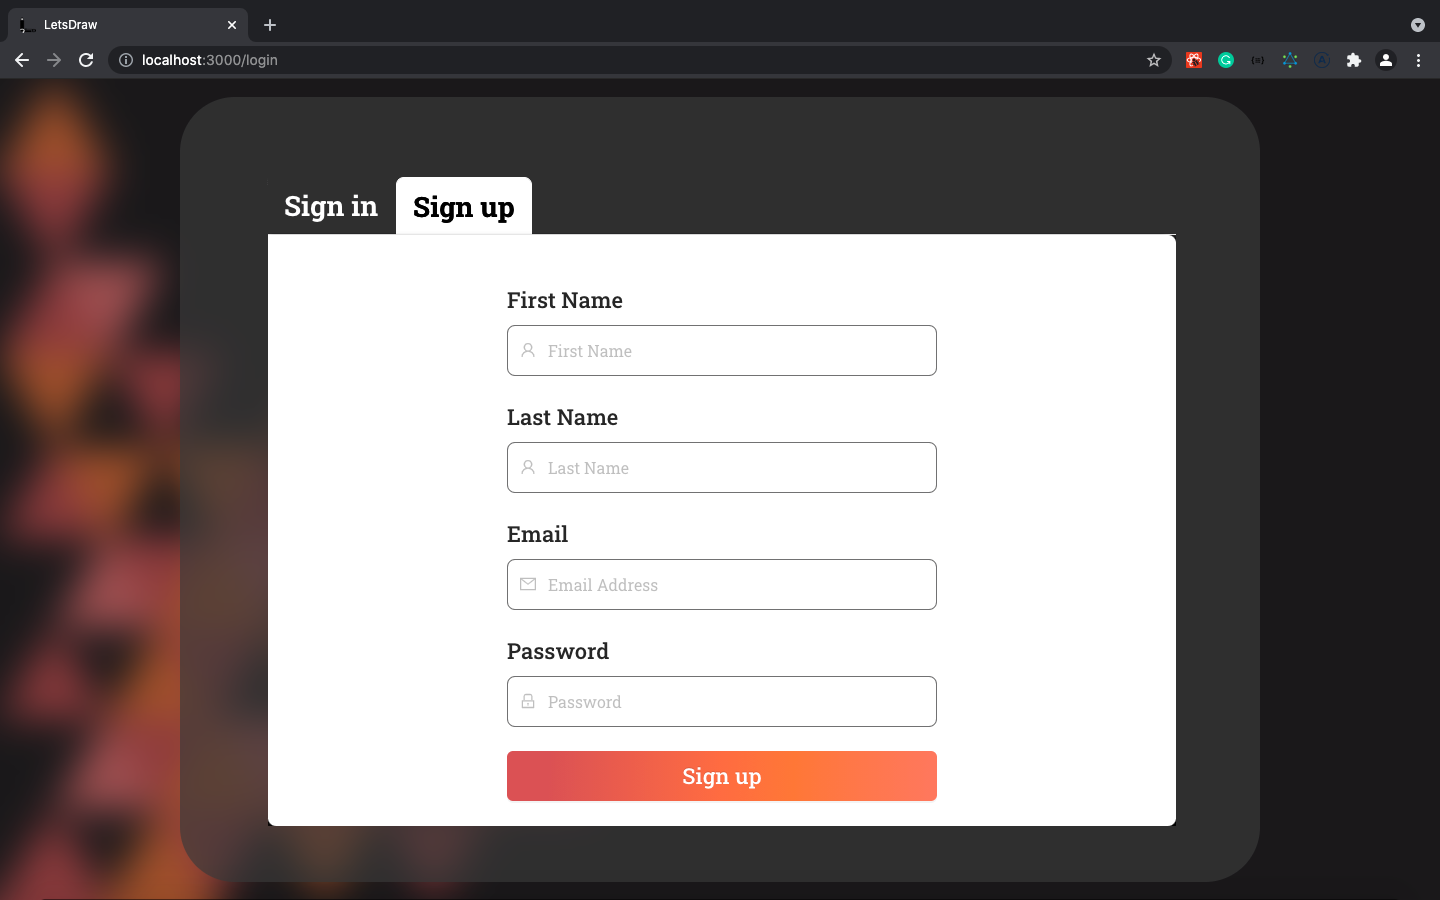 LetsDraw
localhost:3000/login
Sign in
Sign up
First Name
First Name
Last Name
Last Name
Email
Email Address
Password
Password
Sign up